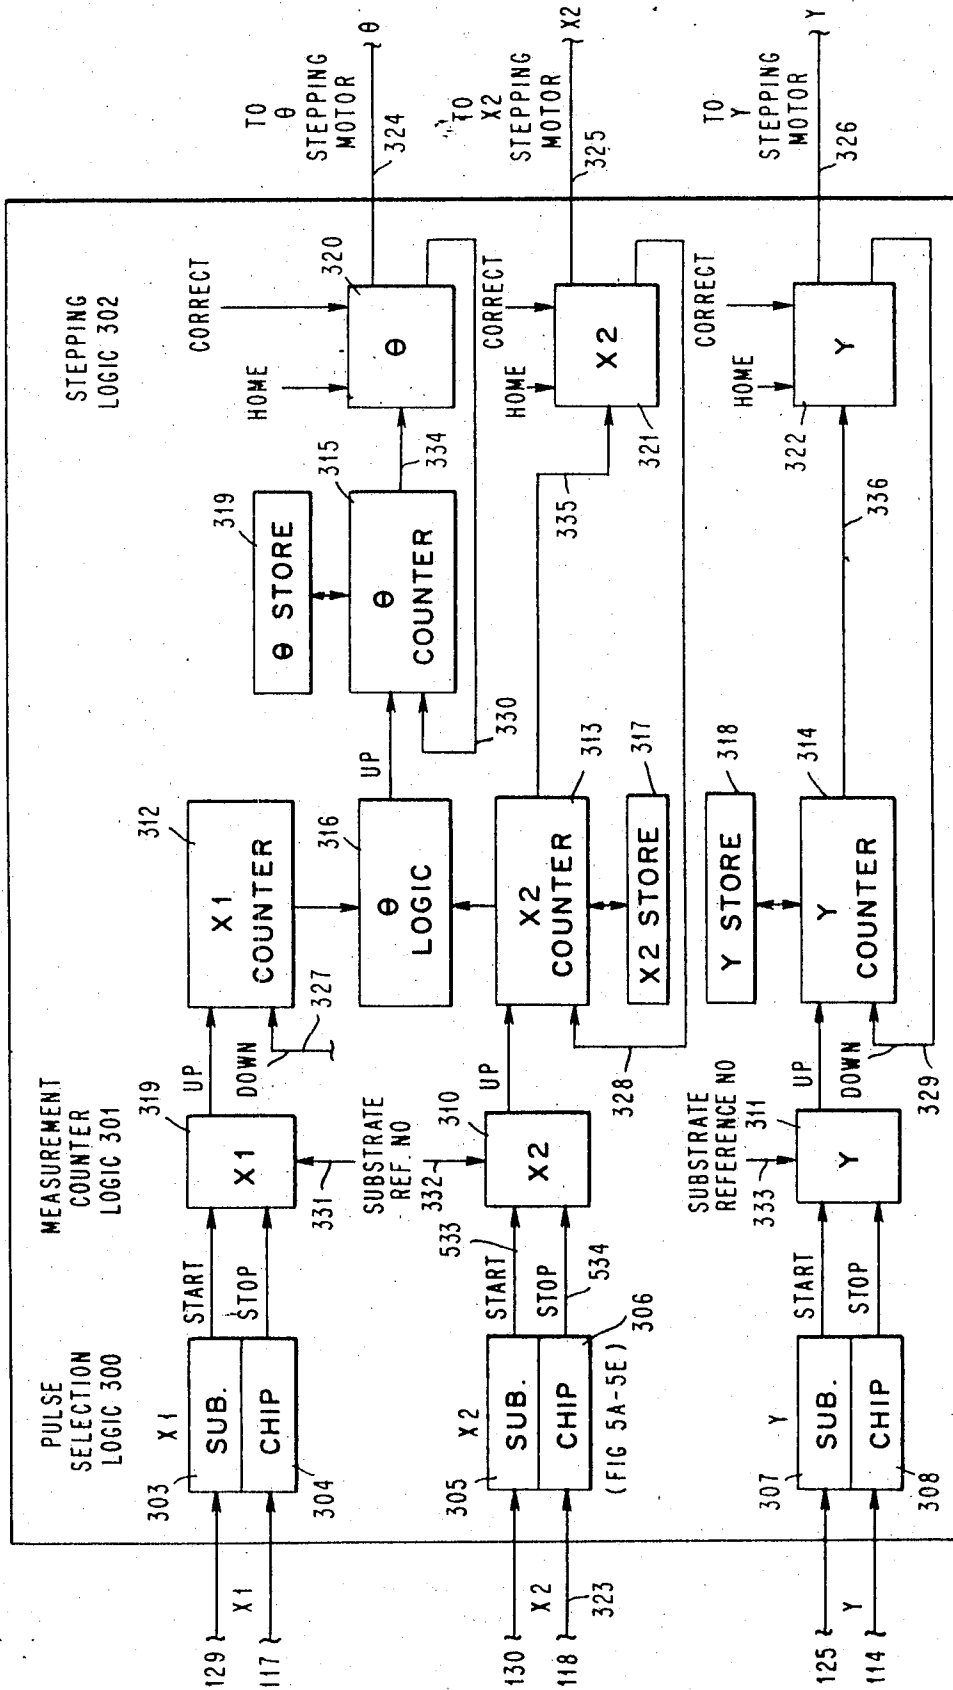 PULSE
SELECTION
LOGIC 300
MEASUREMENT
COUNTER
LOGIC 301
STEPPING
LOGIC 302
129
X1
117
303
X1
SUB.
CHIP
304
START
STOP
319
X1
331
UP
DOWN
327
312
X1
COUNTER
316
θ
LOGIC
UP
319
θ STORE
315
θ
COUNTER
330
334
HOME
CORRECT
320
θ
324
TO
θ
STEPPING
MOTOR
θ
SUBSTRATE
REF. NO
332
130
X2
118
323
305
X2
SUB.
CHIP
306
(FIG 5A-5E)
START
533
STOP
534
310
X2
UP
328
X2
COUNTER
313
X2 STORE
317
335
HOME
CORRECT
X2
321
325
TO
X2
STEPPING
MOTOR
X2
SUBSTRATE
REFERENCE NO
333
311
125
Y
114
307
Y
SUB.
CHIP
308
START
STOP
Y
UP
DOWN
329
Y STORE
318
Y
COUNTER
314
336
HOME
CORRECT
322
Y
326
TO
Y
STEPPING
MOTOR
Y